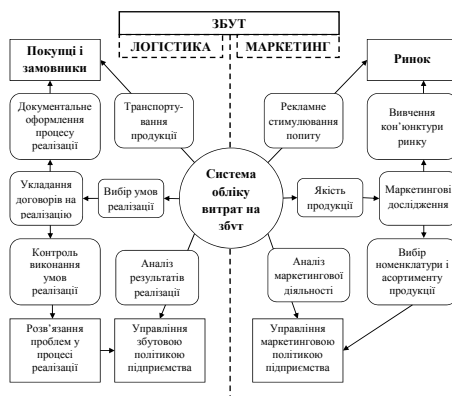 ЗБУТ
ЛОГІСТИКА
МАРКЕТИНГ
Покупці і
замовники
Ринок
Документальне
оформлення
процесу
реалізації
Транспорту-
вання
продукції
Рекламне
стимулювання
попиту
Вивчення
кон’юнктури
ринку
Укладання
договорів на
реалізацію
Вибір умов
реалізації
Система
обліку
витрат на
збут
Якість
продукції
Маркетингові
дослідження
Контроль
виконання
умов
реалізації
Аналіз
результатів
реалізації
Аналіз
маркетингової
діяльності
Вибір
номенклатури і
асортименту
продукції
Розв’язання
проблем у
процесі
реалізації
Управління
збутовою
політикою
підприємства
Управління
маркетинговою
політикою
підприємства